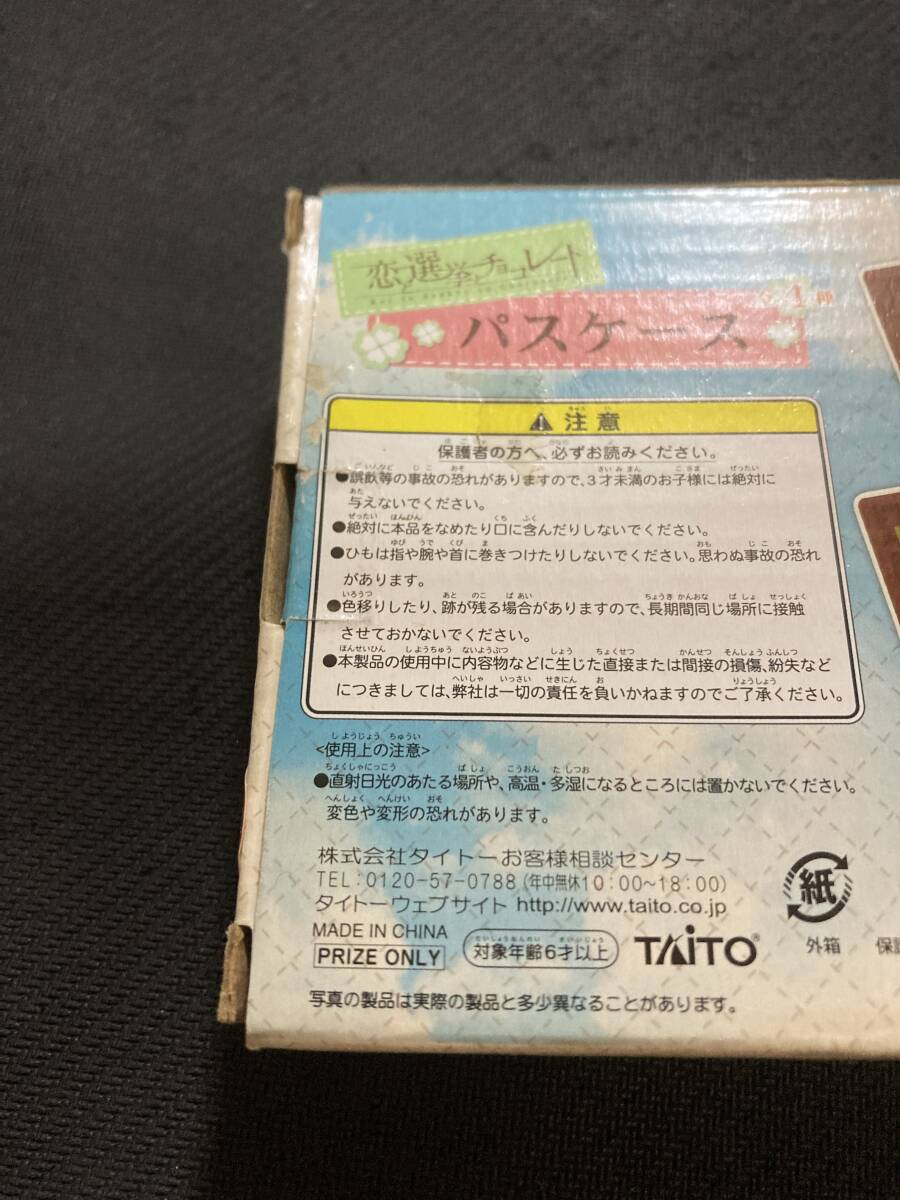 恋と選挙とチョコレート
パスケース
全4種
注意
保護者の方へ、必ずお読みください。
●誤飲等の事故の恐れがありますので、3才未満のお子様には絶対に
与えないでください。
●絶対に本品をなめたり口に含んだりしないでください。
●ひもは指や腕や首に巻きつけたりしないでください。思わぬ事故の恐れ
があります。
●色移りしたり、跡が残る場合がありますので、長期間同じ場所に接触
させておかないでください。
●本製品の使用中に内容物などに生じた直接または間接の損傷、紛失など
につきましては、弊社は一切の責任を負いかねますのでご了承ください。
<使用上の注意>
●直射日光のあたる場所や、高温・多湿になるところには置かないでください。
変色や変形の恐れがあります。
株式会社タイトーお客様相談センター
TEL:0120-57-0788(年中無休10:00~18:00)
タイトーウェブサイト http://www.taito.co.jp
MADE IN CHINA
PRIZE ONLY 対象年齢6才以上 TAITO®
紙
外箱
写真の製品は実際の製品と多少異なることがあります。